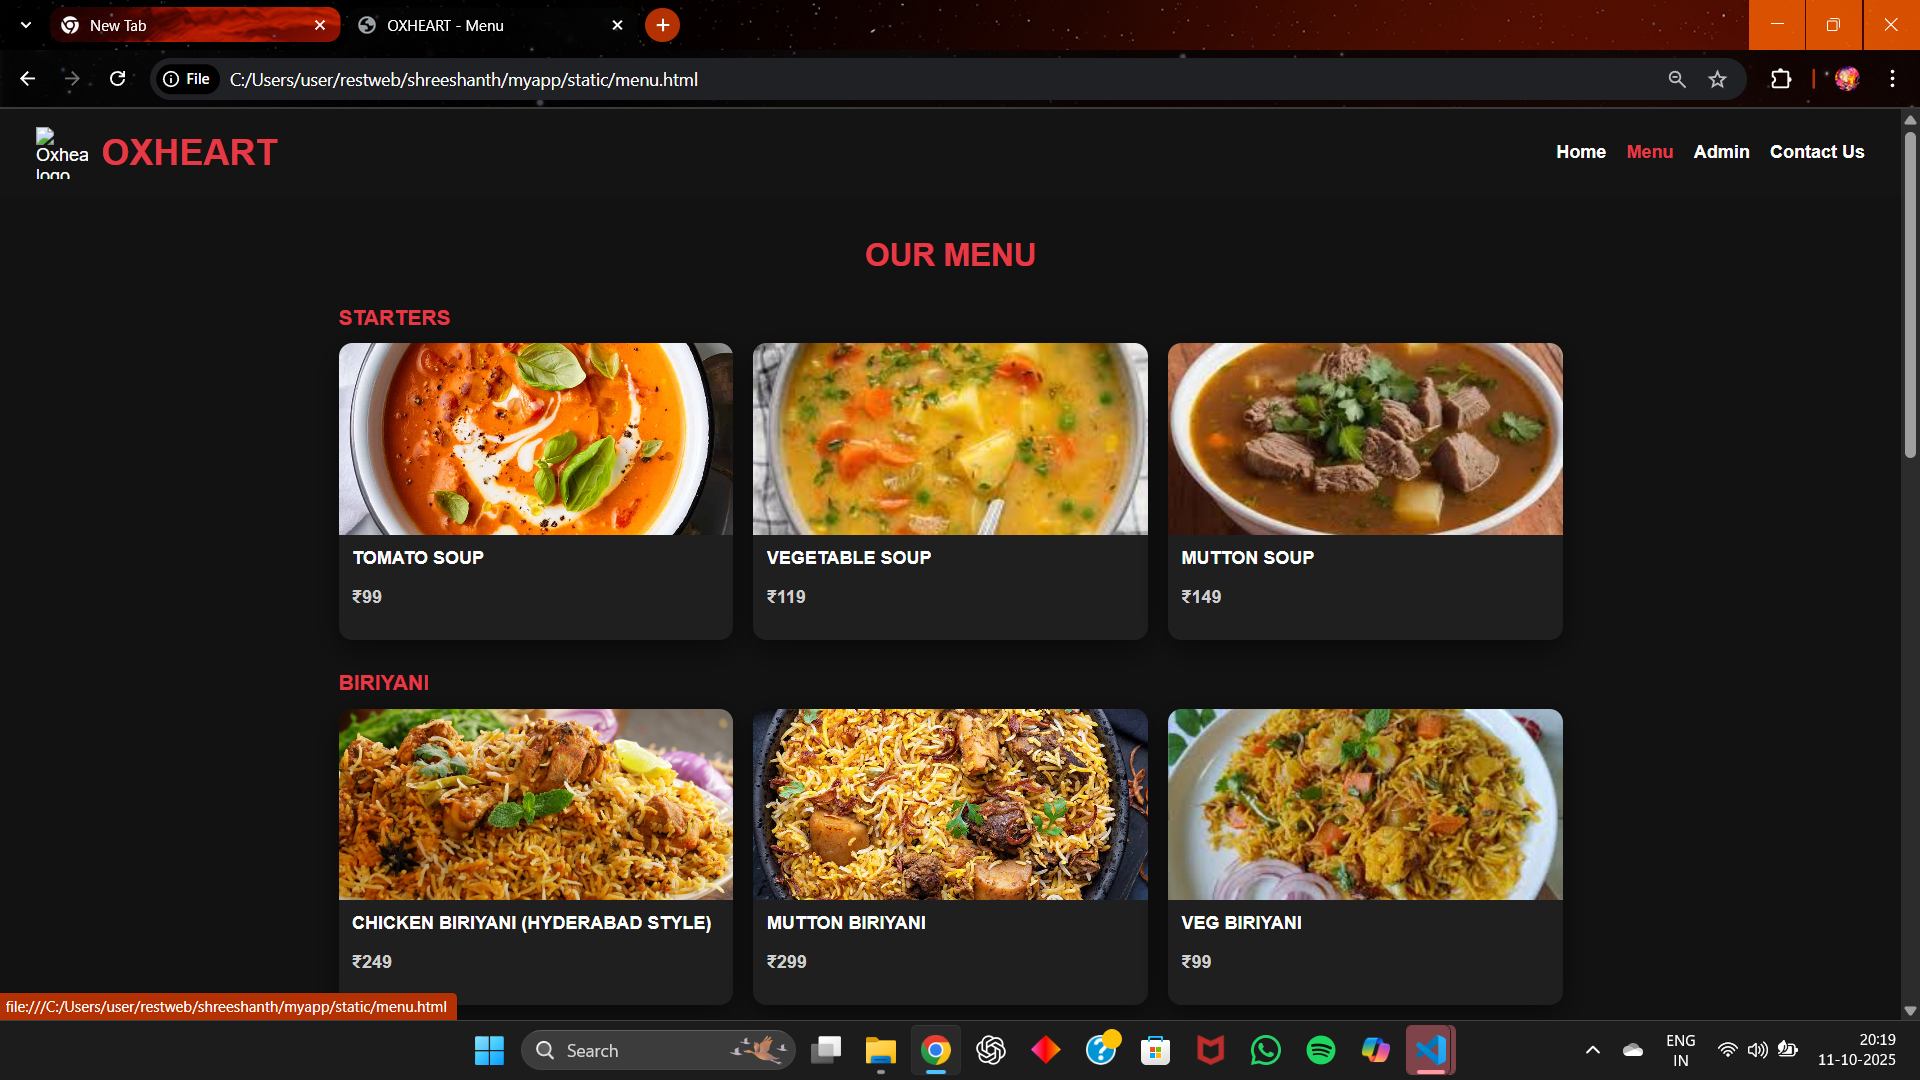 New Tab
OXHEART - Menu
File
C:/Users/user/restweb/shreeshanth/myapp/static/menu.html
Oxhea
logo
OXHEART
Home Menu Admin Contact Us
OUR MENU
STARTERS
TOMATO SOUP
₹99
VEGETABLE SOUP
₹119
MUTTON SOUP
₹149
BIRIYANI
CHICKEN BIRIYANI (HYDERABAD STYLE)
₹249
MUTTON BIRIYANI
₹299
VEG BIRIYANI
₹99
file:///C:/Users/user/restweb/shreeshanth/myapp/static/menu.html
Search
ENG
IN
20:19
11-10-2025